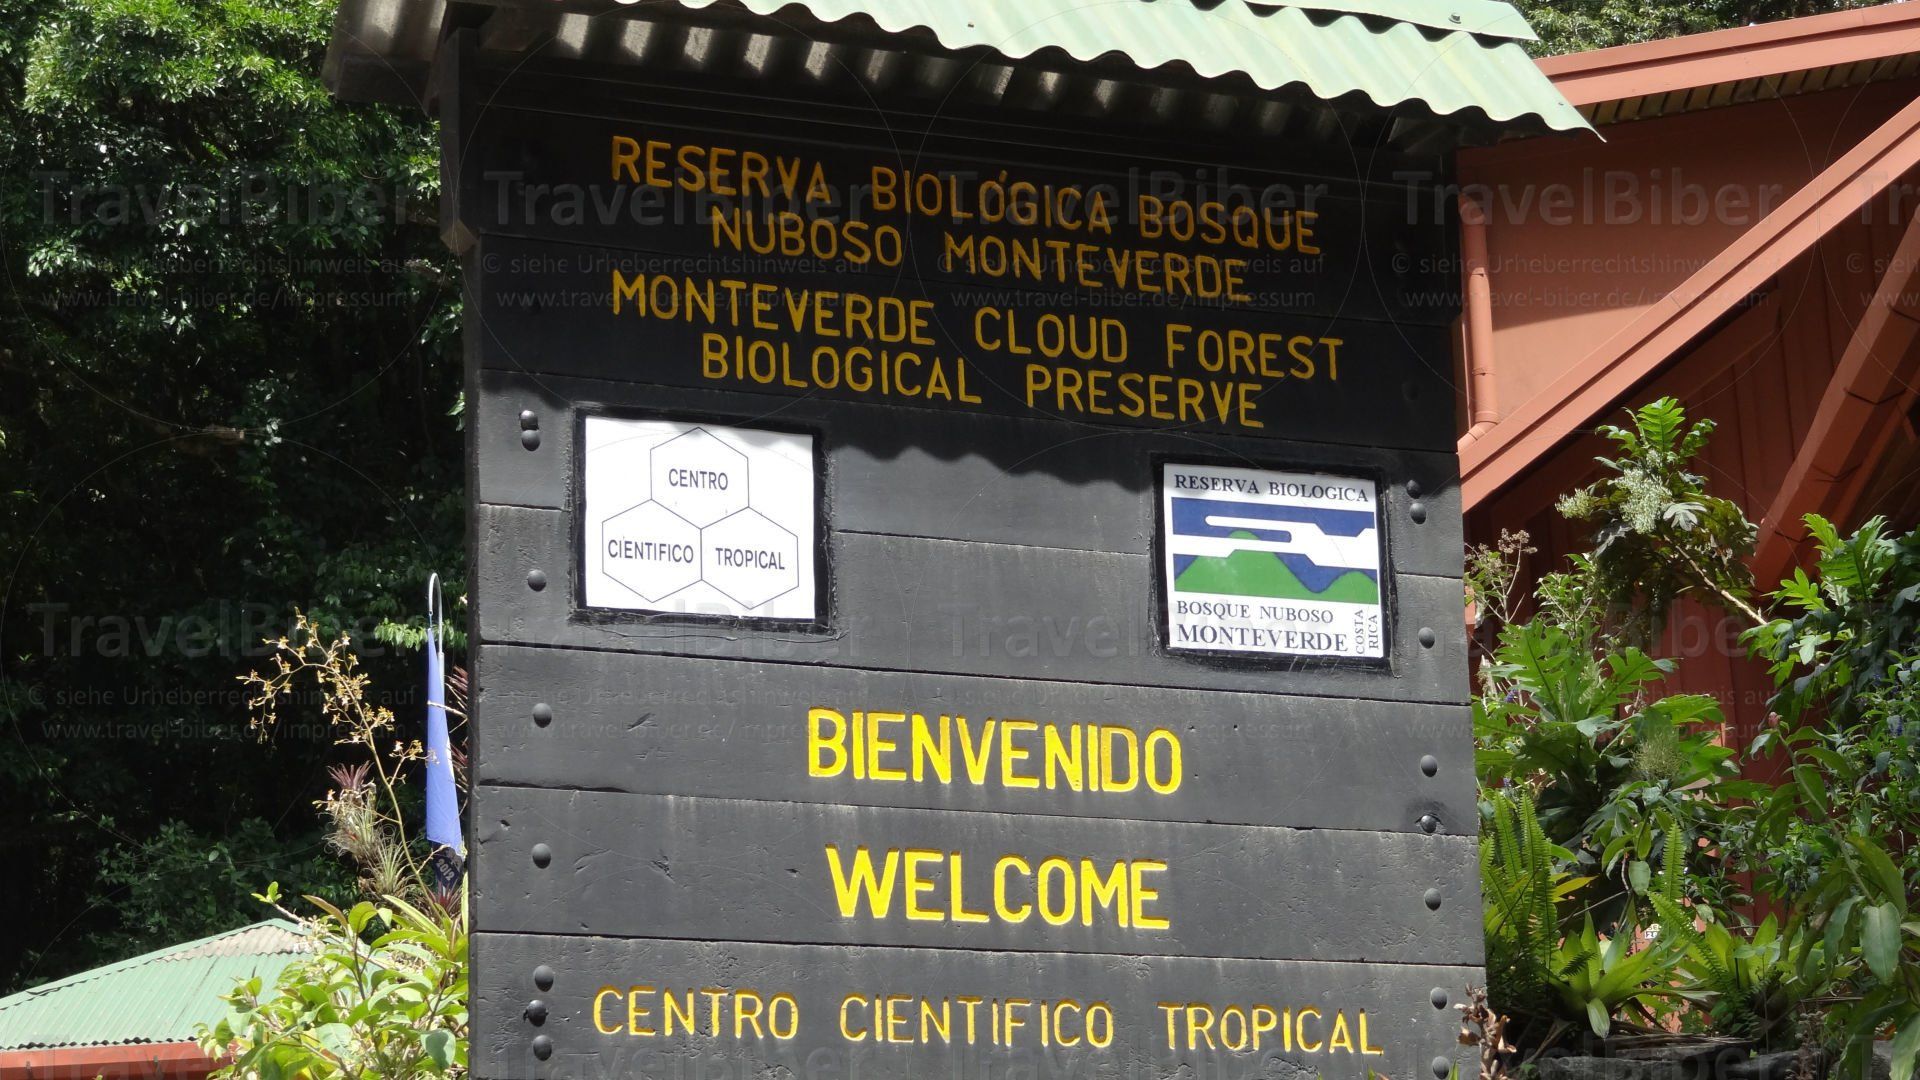 RESERVA BIOLÓGICA BOSQUE
NUBOSO MONTEVERDE
MONTEVERDE CLOUD FOREST
BIOLOGICAL PRESERVE
CENTRO
CIENTIFICO TROPICAL
RESERVA BIOLOGICA
BOSQUE NUBOSO
MONTEVERDE
COSTA
RICA
BIENVENIDO
WELCOME
CENTRO CIENTIFICO TROPICAL
2012
TravelBiber
© siehe Urheberrechtshinweis auf
www.travel-biber.de/impressum